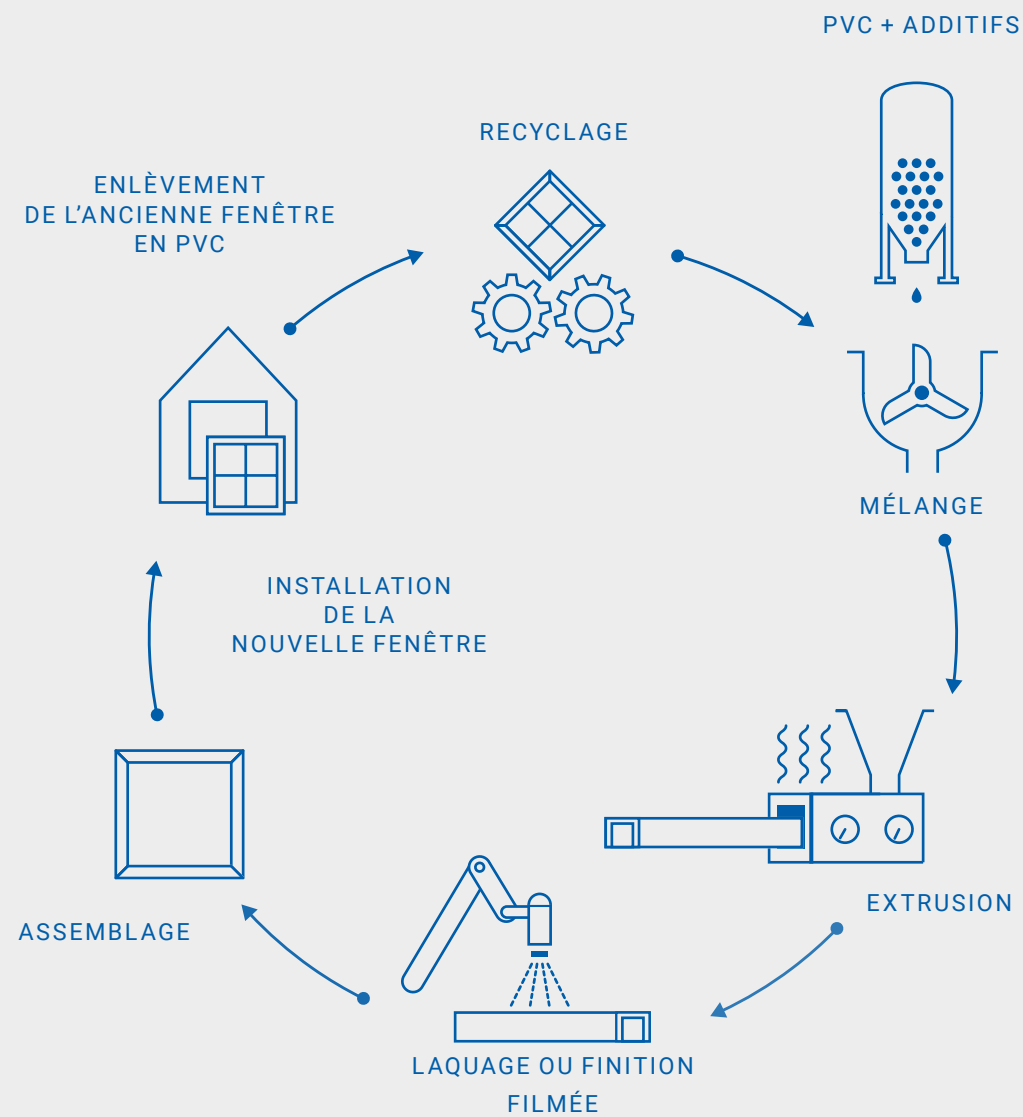 PVC + ADDITIFS
RECYCLAGE
ENLÈVEMENT
DE L'ANCIENNE FENÊTRE
EN PVC
MÉLANGE
INSTALLATION
DE LA
NOUVELLE FENÊTRE
EXTRUSION
ASSEMBLAGE
LAQUAGE OU FINITION
FILMÉE